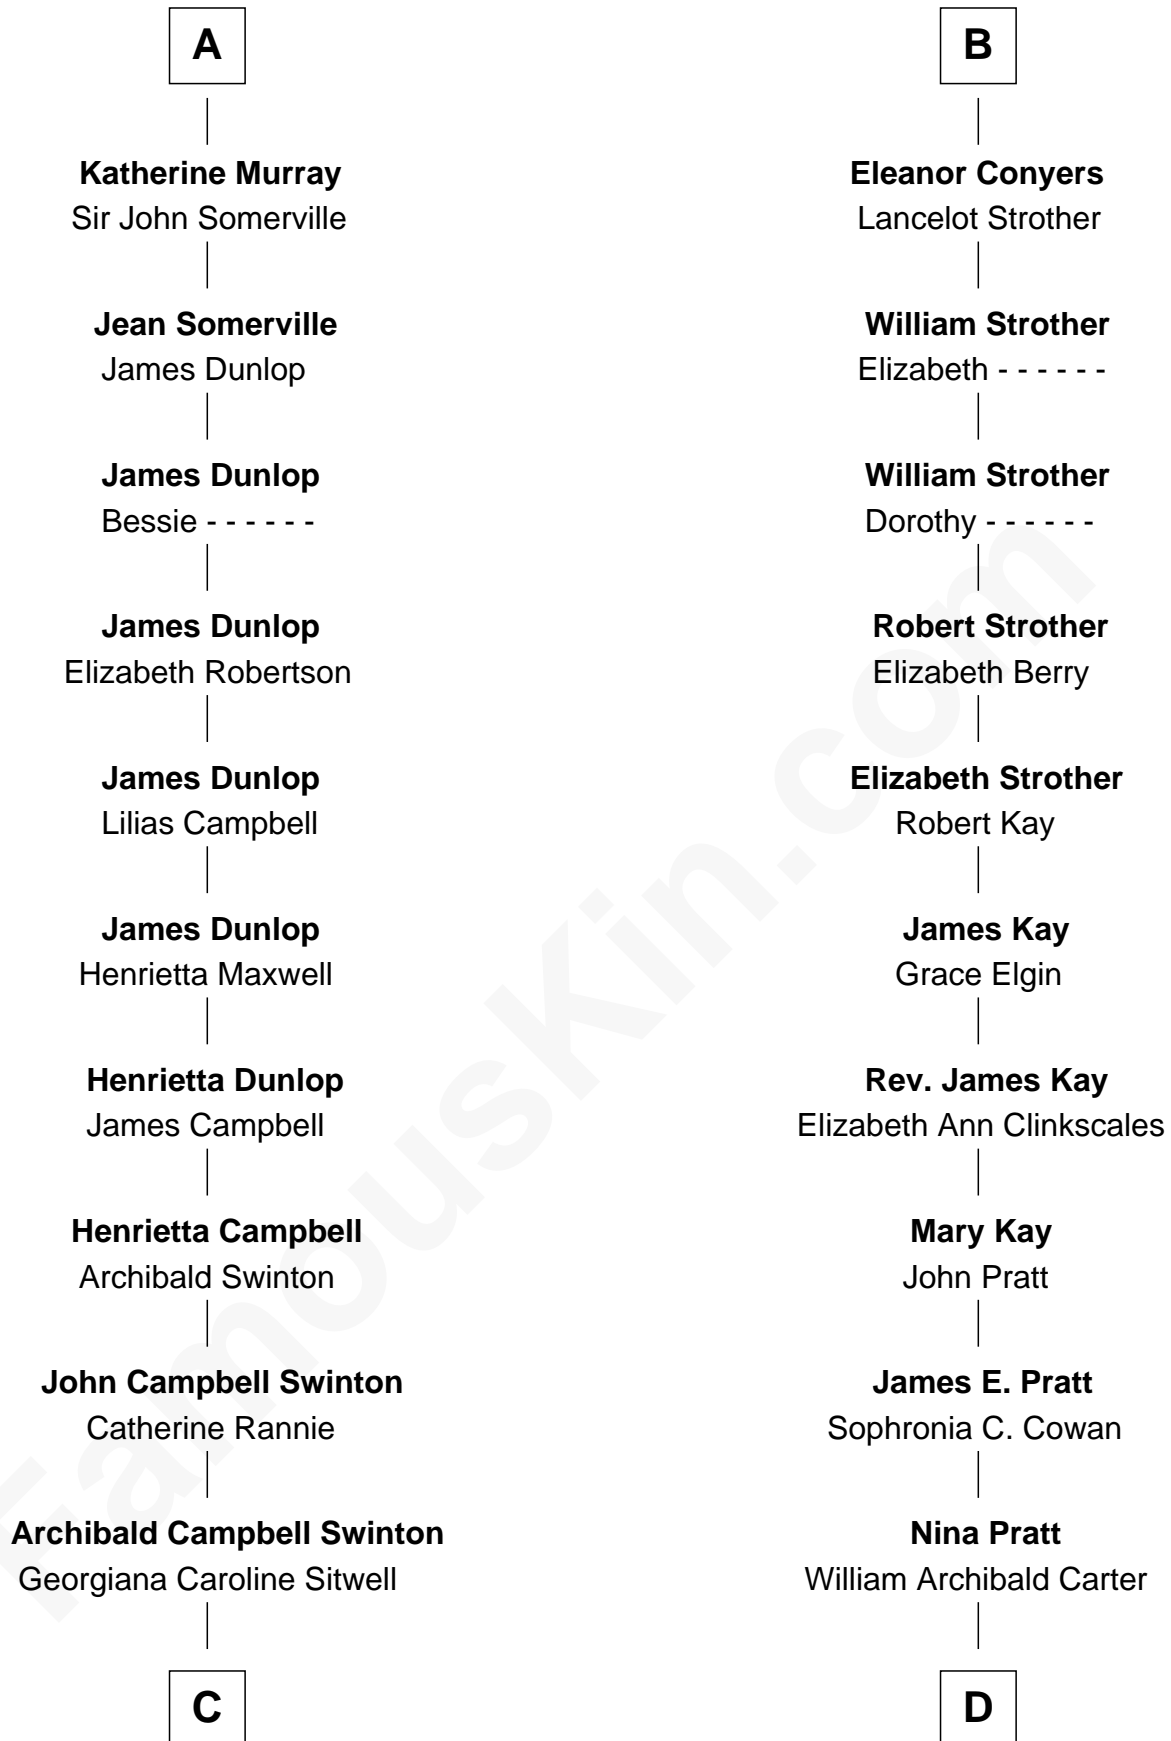 A
Katherine Murray
Sir John Somerville
Jean Somerville
James Dunlop
James Dunlop
Bessie - - - - - -
James Dunlop
Elizabeth Robertson
James Dunlop
Lilias Campbell
James Dunlop
Henrietta Maxwell
Henrietta Dunlop
James Campbell
Henrietta Campbell
Archibald Swinton
John Campbell Swinton
Catherine Rannie
Archibald Campbell Swinton
Georgiana Caroline Sitwell
C
B
Eleanor Conyers
Lancelot Strother
William Strother
Elizabeth - - - - - -
William Strother
Dorothy - - - - - -
Robert Strother
Elizabeth Berry
Elizabeth Strother
Robert Kay
James Kay
Grace Elgin
Rev. James Kay
Elizabeth Ann Clinkscales
Mary Kay
John Pratt
James E. Pratt
Sophronia C. Cowan
Nina Pratt
William Archibald Carter
D
FamousKin.com